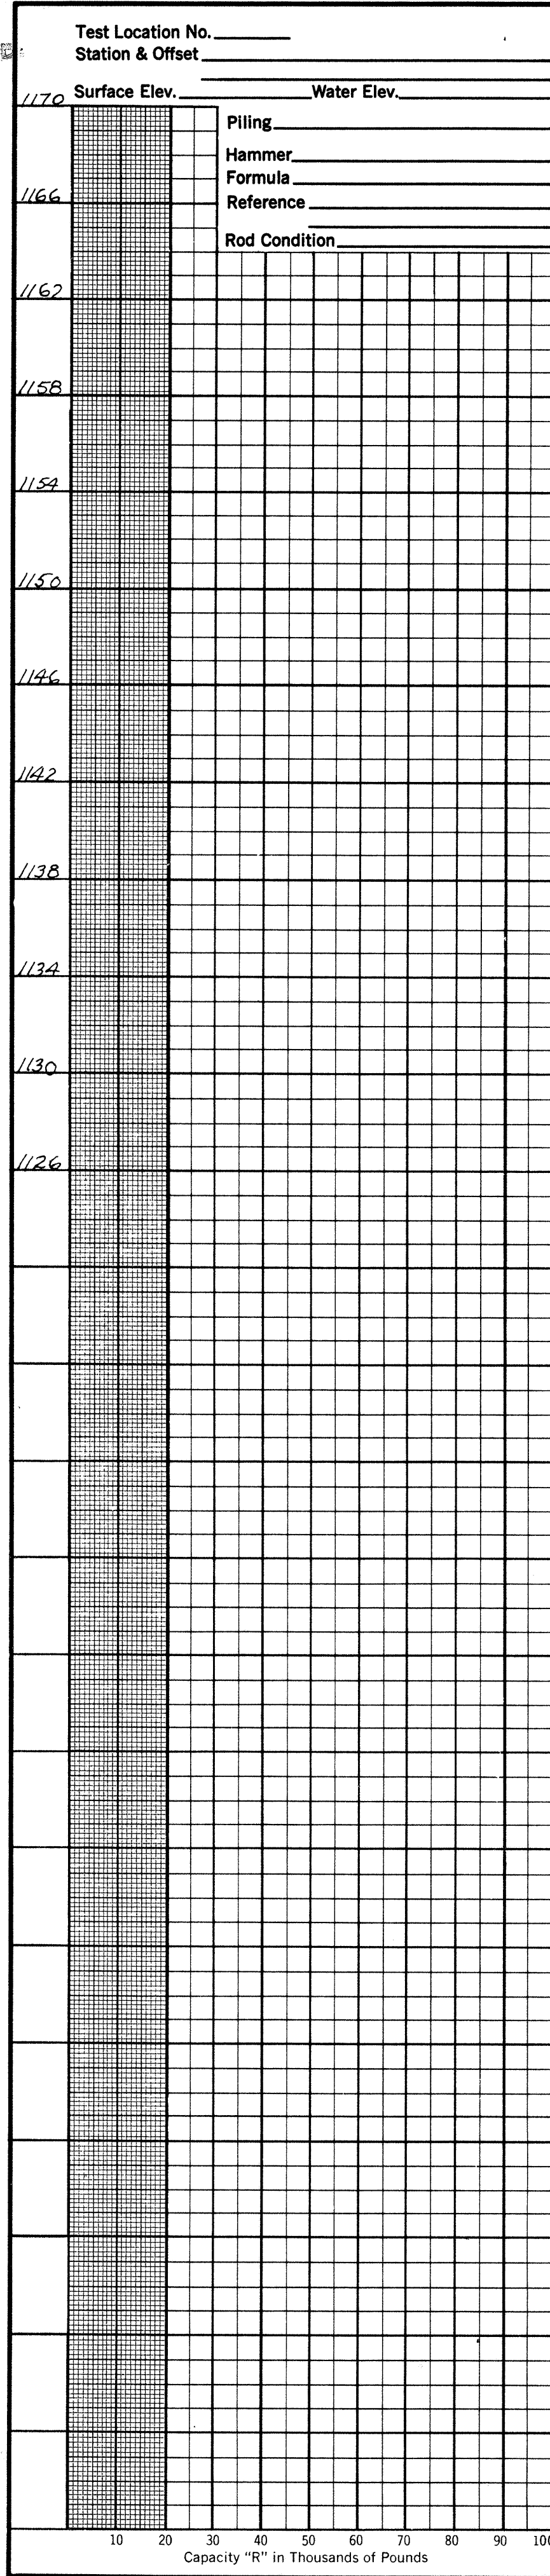 Test Location No.
Station & Offset
Surface Elev. Water Elev.
1170
Piling
Hammer
Formula
1166
Reference
Rod Condition
1162
1158
1154
1150
1146
1142
1138
1134
1130
1126
10 20 30 40 50 60 70 80 90 100
Capacity "R" in Thousands of Pounds